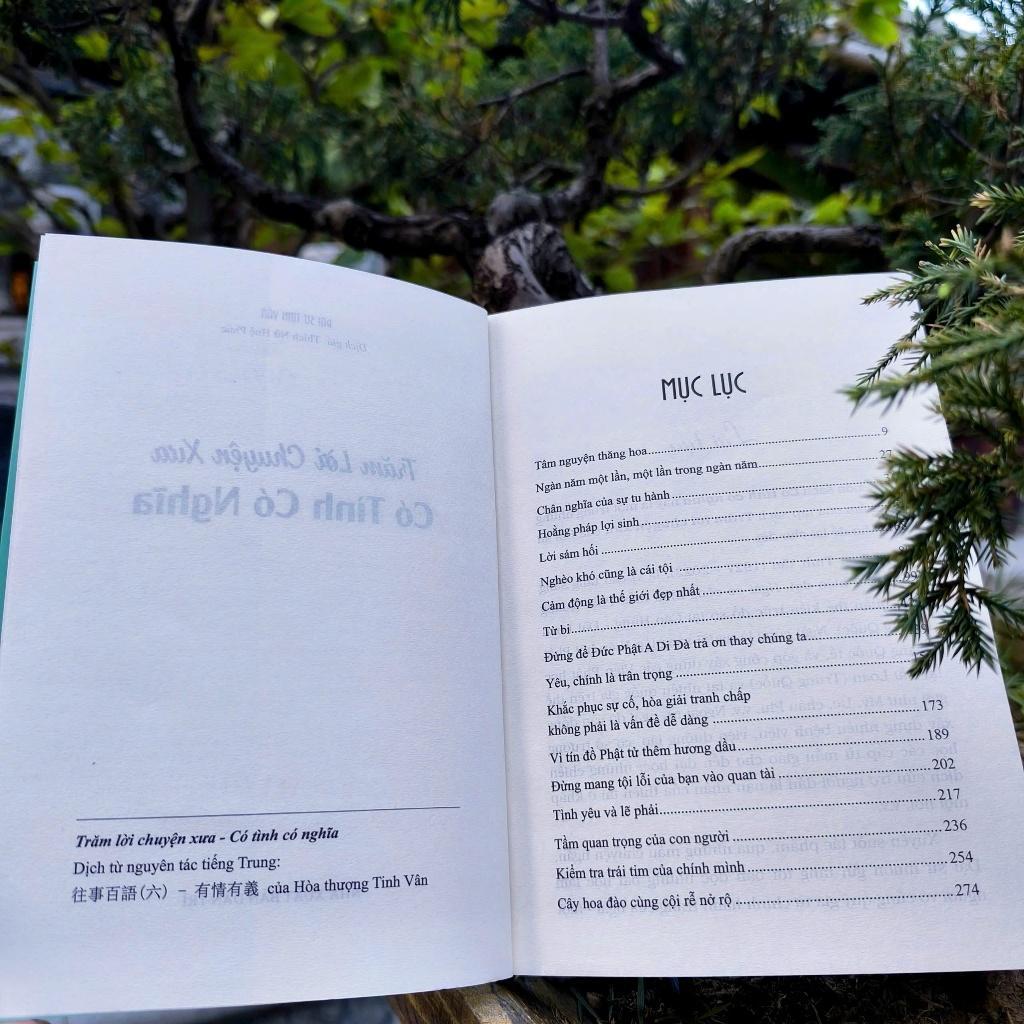 Trăm lời chuyện xưa - Có tình có nghĩa
Dịch từ nguyên tác tiếng Trung:
往事百語(六) - 有情有義 của Hòa thượng Tinh Vân
MỤC LỤC
Tâm nguyện thăng hoa 9
Ngàn năm một lần, một lần trong ngàn năm 27
Chân nghĩa của sự tu hành
Hoằng pháp lợi sinh
Lời sám hối
Nghèo khó cũng là cái tội
Cảm động là thế giới đẹp nhất
Từ bi
Đừng để Đức Phật A Di Đà trả ơn thay chúng ta
Yêu, chính là trân trọng
Khắc phục sự cố, hòa giải tranh chấp
không phải là vấn đề dễ dàng 173
Vì tín đồ Phật tử thêm hương dầu 189
Đừng mang tội lỗi của bạn vào quan tài 202
Tình yêu và lẽ phải 217
Tầm quan trọng của con người 236
Kiểm tra trái tim của chính mình 254
Cây hoa đào cùng cội rễ nở rộ 274